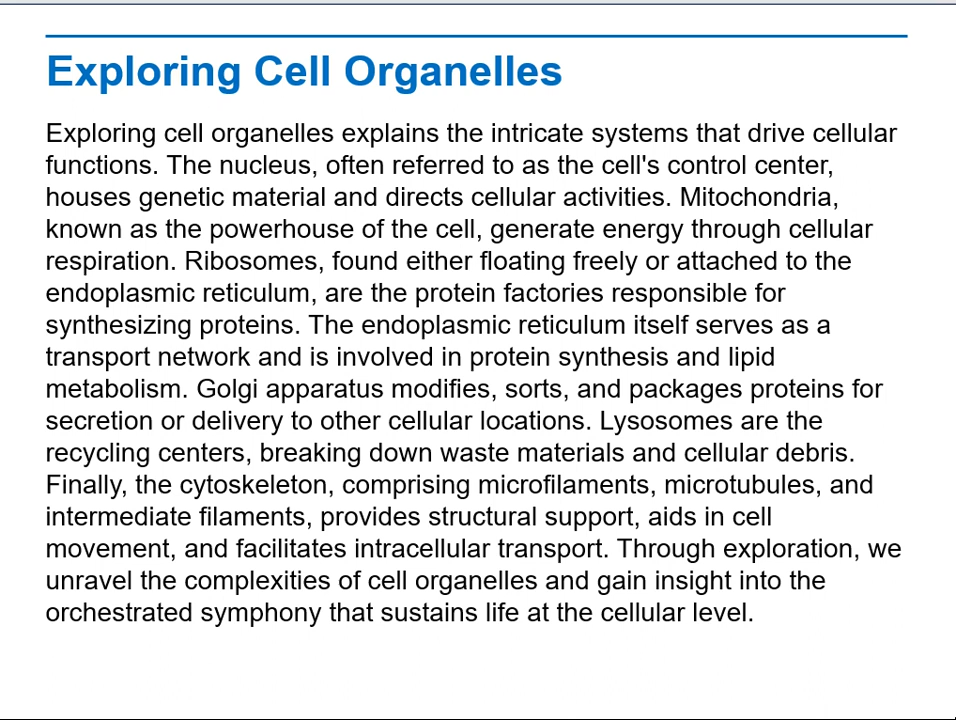 Exploring Cell Organelles
Exploring cell organelles explains the intricate systems that drive cellular
functions. The nucleus, often referred to as the cell's control center,
houses genetic material and directs cellular activities. Mitochondria,
known as the powerhouse of the cell, generate energy through cellular
respiration. Ribosomes, found either floating freely or attached to the
endoplasmic reticulum, are the protein factories responsible for
synthesizing proteins. The endoplasmic reticulum itself serves as a
transport network and is involved in protein synthesis and lipid
metabolism. Golgi apparatus modifies, sorts, and packages proteins for
secretion or delivery to other cellular locations. Lysosomes are the
recycling centers, breaking down waste materials and cellular debris.
Finally, the cytoskeleton, comprising microfilaments, microtubules, and
intermediate filaments, provides structural support, aids in cell
movement, and facilitates intracellular transport. Through exploration, we
unravel the complexities of cell organelles and gain insight into the
orchestrated symphony that sustains life at the cellular level.